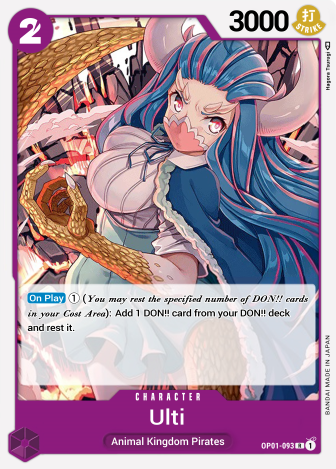 2
3000
打
STRIKE
Hagane Tsurugi
On Play ① (You may rest the specified number of DON!! cards
in your Cost Area): Add 1 DON!! card from your DON!! deck
and rest it.
BANDAI MADE IN JAPAN
CHARACTER
Ulti
Animal Kingdom Pirates
OP01-093 R 1